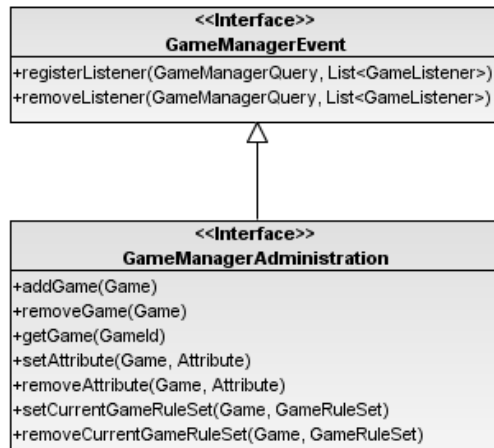 <<Interface>>
GameManagerEvent
+registerListener(GameManagerQuery, List<GameListener>)
+removeListener(GameManagerQuery, List<GameListener>)
<<Interface>>
GameManagerAdministration
+addGame(Game)
+removeGame(Game)
+getGame(GameId)
+setAttribute(Game, Attribute)
+removeAttribute(Game, Attribute)
+setCurrentGameRuleSet(Game, GameRuleSet)
+removeCurrentGameRuleSet(Game, GameRuleSet)